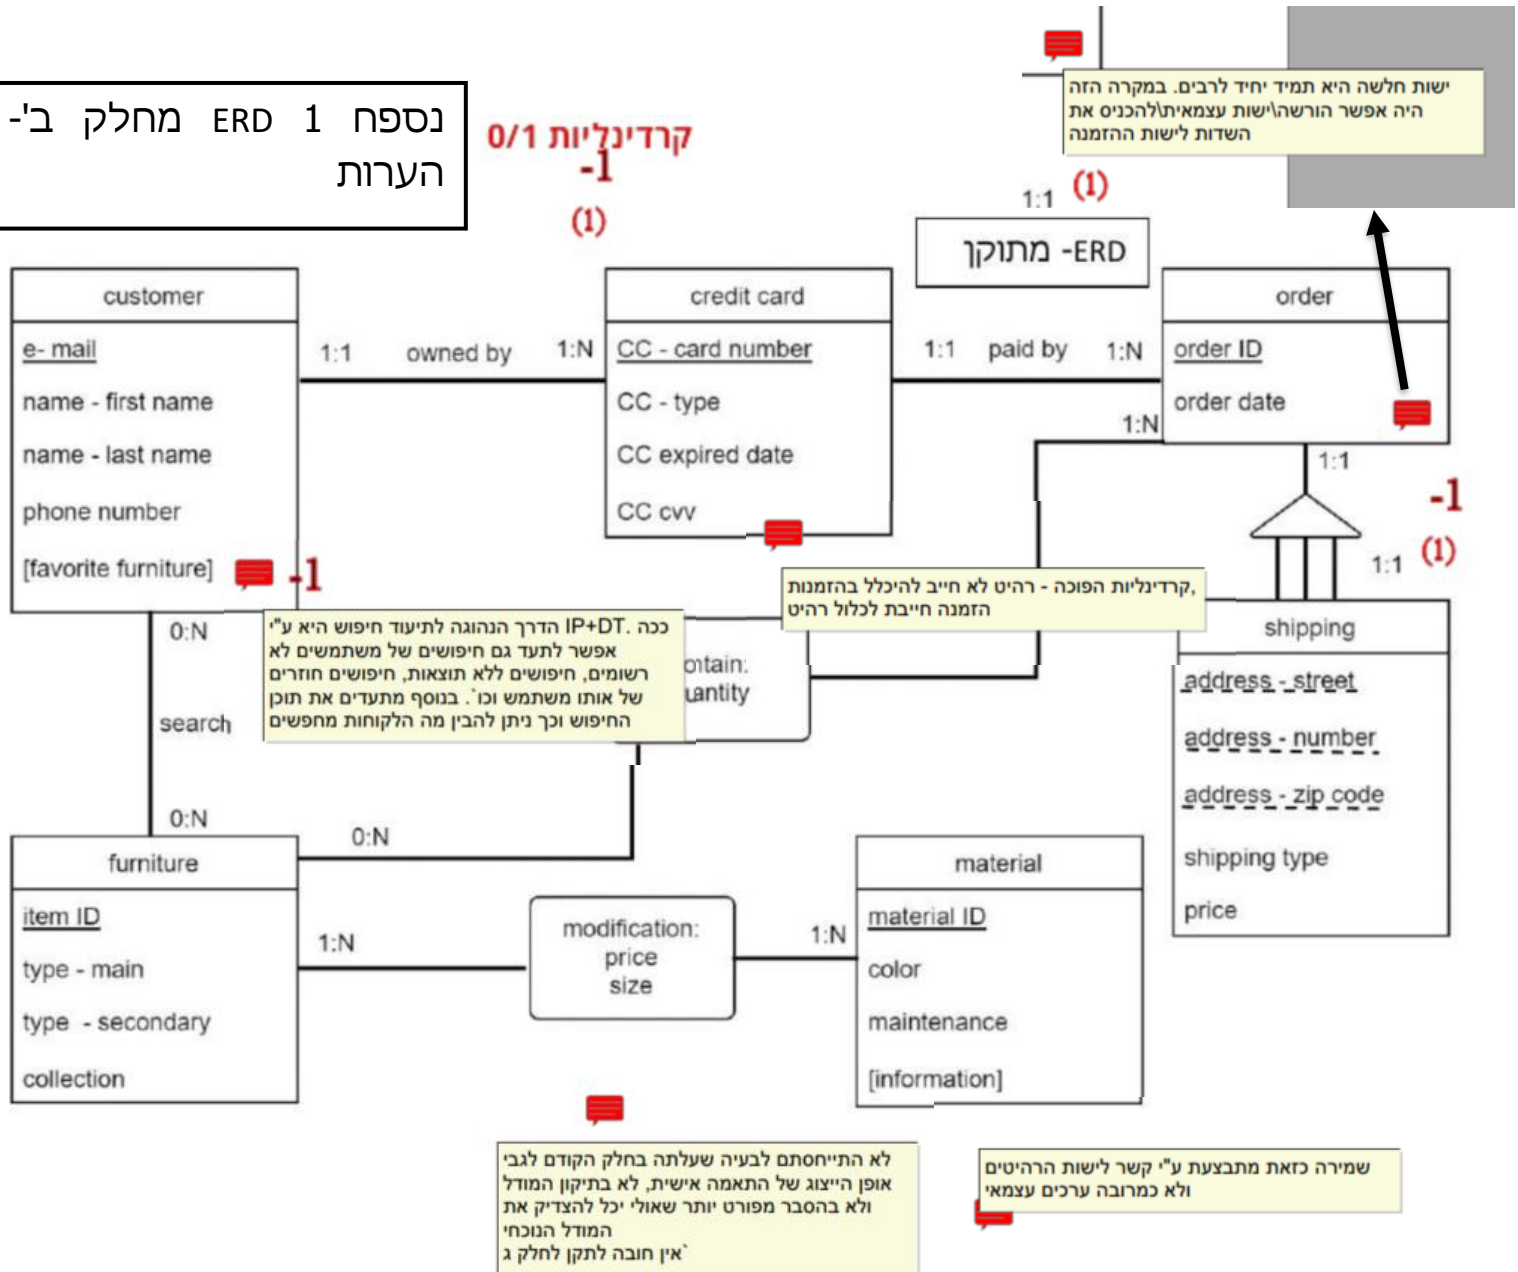 ישות חלשה היא תמיד יחיד לרבים. במקרה הזה
היה אפשר הורשה\ישות עצמאית\להכניס את
השדות לישות ההזמנה
נספח 1 ERD מחלק ב'-
הערות
קרדינליות 0/1
-1
(1)
1:1
(1)
ERD- מתוקן
customer
e- mail
name - first name
name - last name
phone number
[favorite furniture]
-1
1:1 owned by 1:N
credit card
CC - card number
CC - type
CC expired date
CC cvv
1:1 paid by 1:N
order
order ID
order date
1:N
1:1
-1
(1)
1:1
קרדינליות הפוכה - רהיט לא חייב להיכלל בהזמנות,
הזמנה חייבת לכלול רהיט
0:N
search
0:N
הדרך הנהוגה לתיעוד חיפוש היא ע"י IP+DT. ככה
אפשר לתעד גם חיפושים של משתמשים לא
רשומים, חיפושים ללא תוצאות, חיפושים חוזרים
של אותו משתמש וכו`. בנוסף מתעדים את תוכן
החיפוש וכך ניתן להבין מה הלקוחות מחפשים
ontain:
uantity
shipping
address - street
address - number
address - zip code
shipping type
price
furniture
item ID
type - main
type - secondary
collection
0:N
1:N
modification:
price
size
1:N
material
material ID
color
maintenance
[information]
לא התייחסתם לבעיה שעלתה בחלק הקודם לגבי
אופן הייצוג של התאמה אישית, לא בתיקון המודל
ולא בהסבר מפורט יותר שאולי יכל להצדיק את
המודל הנוכחי
אין חובה לתקן לחלק ג`
שמירה כזאת מתבצעת ע"י קשר לישות הרהיטים
ולא כמרובה ערכים עצמאי